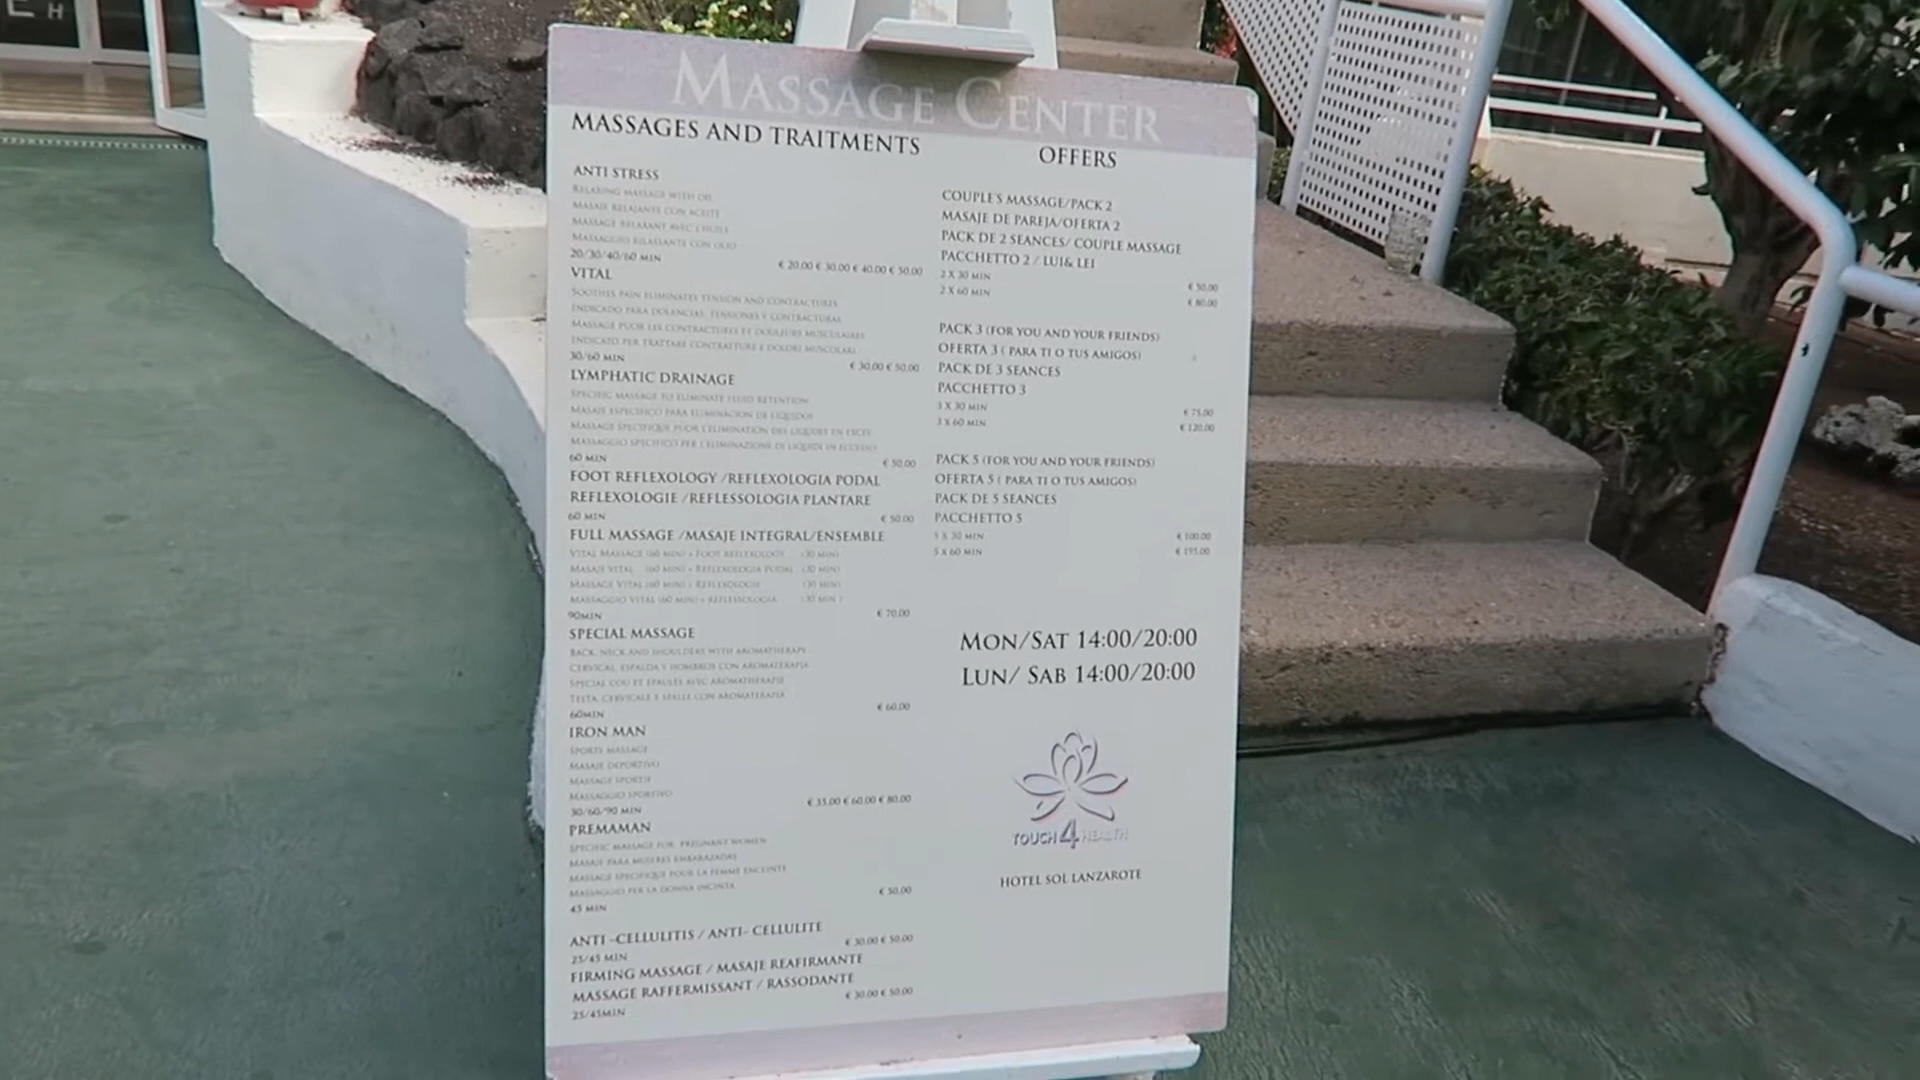 EH
MASSAGE CENTER
MASSAGES AND TRAITMENTS
ANTI STRESS
RELAXING MASSAGE WITH OIL
MASAJE RELAJANTE CON ACEITE
MASSAGE RELAXANT AVEC L'HUILE
MASSAGGIO RILASSANTE CON OLIO
20/30/40/60 MIN
€ 20.00 € 30.00 € 40.00 € 50.00
VITAL
SOOTHES PAIN ELIMINATES TENSION AND CONTRACTURES
INDICADO PARA DOLENCIAS, TENSIONES Y CONTRACTURAS
MASSAGE PUOR LES CONTRACTURES ET DOULEURS MUSCULAIRES
INDICATO PER TRATTARE CONTRATTURE E DOLORI MUSCOLARI
30/60 MIN
€ 30.00 € 50.00
LYMPHATIC DRAINAGE
SPECIFIC MASSAGE TO ELIMINATE FLUID RETENTION
MASAJE ESPECIFICO PARA ELIMINACION DE LIQUIDOS
MASSAGE SPECIFIQUE PUOR L'ELIMINATION DES LIQUIDES EN EXCES
MASSAGGIO SPECIFICO PER L'ELIMINAZIONE DI LIQUIDI IN ECCESSO
60 MIN
€ 50.00
FOOT REFLEXOLOGY /REFLEXOLOGIA PODAL
REFLEXOLOGIE /REFLESSOLOGIA PLANTARE
60 MIN
€ 50.00
FULL MASSAGE /MASAJE INTEGRAL/ENSEMBLE
VITAL MASSAGE (60 MIN) + FOOT REFLEXOLOGY (30 MIN)
MASAJE VITAL (60 MIN) + REFLEXOLOGIA PODAL (30 MIN)
MASSAGE VITAL (60 MIN) + REFLEXOLOGIE (30 MIN)
MASSAGGIO VITAL (60 MIN) + REFLESSOLOGIA (30 MIN )
90MIN
€ 70.00
SPECIAL MASSAGE
BACK, NECK AND SHOULDERS WITH AROMATHERAPY
CERVICAL, ESPALDA Y HOMBROS CON AROMATERAPIA
SPECIAL COU ET EPAULES AVEC AROMATHERAPIE
TESTA, CERVICALE E SPALLE CON AROMATERAPIA
60MIN
€ 60.00
IRON MAN
SPORTS MASSAGE
MASAJE DEPORTIVO
MASSAGE SPORTIF
MASSAGGIO SPORTIVO
30/60/90 MIN
€ 35.00 € 60.00 € 80.00
PREMAMAN
SPECIFIC MASSAGE FOR PREGNANT WOMEN
MASAJE PARA MUJERES EMBARAZADAS
MASSAGE SPECIFIQUE POUR LA FEMME ENCEINTE
MASSAGGIO PER LA DONNA INCINTA
45 MIN
€ 50.00
ANTI -CELLULITIS / ANTI- CELLULITE
25/45 MIN
€ 30.00 € 50.00
FIRMING MASSAGE / MASAJE REAFIRMANTE
MASSAGE RAFFERMISSANT / RASSODANTE
25/45MIN
€ 30.00 € 50.00
OFFERS
COUPLE'S MASSAGE/PACK 2
MASAJE DE PAREJA/OFERTA 2
PACK DE 2 SEANCES/ COUPLE MASSAGE
PACCHETTO 2 / LUI& LEI
2 X 30 MIN € 50.00
2 X 60 MIN € 80.00
PACK 3 (FOR YOU AND YOUR FRIENDS)
OFERTA 3 ( PARA TI O TUS AMIGOS)
PACK DE 3 SEANCES
PACCHETTO 3
3 X 30 MIN € 75.00
3 X 60 MIN € 120.00
PACK 5 (FOR YOU AND YOUR FRIENDS)
OFERTA 5 ( PARA TI O TUS AMIGOS)
PACK DE 5 SEANCES
PACCHETTO 5
5 X 30 MIN € 100.00
5 X 60 MIN € 195.00
MON/SAT 14:00/20:00
LUN/ SAB 14:00/20:00
TOUCH 4 HEALTH
HOTEL SOL LANZAROTE